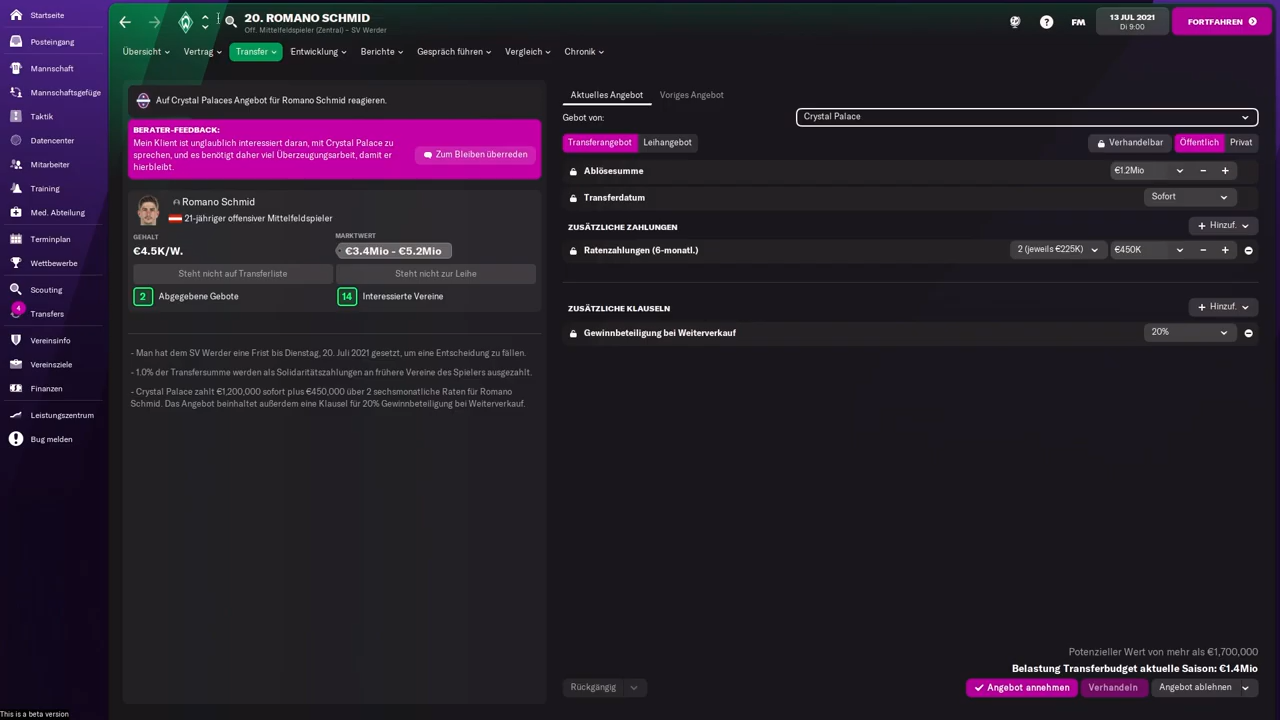 Startseite
Posteingang
Mannschaft
Mannschaftsgefüge
Taktik
Datencenter
Mitarbeiter
Training
Med. Abteilung
Terminplan
Wettbewerbe
Scouting
4
Transfers
Vereinsinfo
Vereinsziele
Finanzen
Leistungszentrum
Bug melden
This is a beta version
20. ROMANO SCHMID
Off. Mittelfeldspieler (Zentral) – SV Werder
FM
13 JUL 2021
Di 9:00
FORTFAHREN
Übersicht
Vertrag
Transfer
Entwicklung
Berichte
Gespräch führen
Vergleich
Chronik
Auf Crystal Palaces Angebot für Romano Schmid reagieren.
BERATER-FEEDBACK:
Mein Klient ist unglaublich interessiert daran, mit Crystal Palace zu
sprechen, und es benötigt daher viel Überzeugungsarbeit, damit er
hierbleibt.
Zum Bleiben überreden
Romano Schmid
21-jähriger offensiver Mittelfeldspieler
GEHALT
€4.5K/W.
MARKTWERT
€3.4Mio - €5.2Mio
Steht nicht auf Transferliste
Steht nicht zur Leihe
2 Abgegebene Gebote
14 Interessierte Vereine
- Man hat dem SV Werder eine Frist bis Dienstag, 20. Juli 2021 gesetzt, um eine Entscheidung zu fällen.
- 1.0% der Transfersumme werden als Solidaritätszahlungen an frühere Vereine des Spielers ausgezahlt.
- Crystal Palace zahlt €1,200,000 sofort plus €450,000 über 2 sechsmonatliche Raten für Romano
Schmid. Das Angebot beinhaltet außerdem eine Klausel für 20% Gewinnbeteiligung bei Weiterverkauf.
Aktuelles Angebot
Voriges Angebot
Gebot von:
Crystal Palace
Transferangebot
Leihangebot
Verhandelbar
Öffentlich
Privat
Ablösesumme
€1.2Mio
Transferdatum
Sofort
ZUSÄTZLICHE ZAHLUNGEN
Hinzuf.
Ratenzahlungen (6-monatl.)
2 (jeweils €225K)
€450K
ZUSÄTZLICHE KLAUSELN
Hinzuf.
Gewinnbeteiligung bei Weiterverkauf
20%
Potenzieller Wert von mehr als €1,700,000
Belastung Transferbudget aktuelle Saison: €1.4Mio
Rückgängig
Angebot annehmen
Verhandeln
Angebot ablehnen